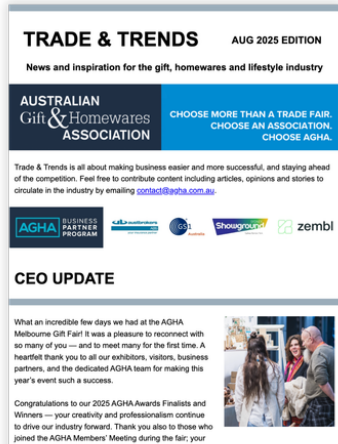 TRADE & TRENDS AUG 2025 EDITION
News and inspiration for the gift, homewares and lifestyle industry
AUSTRALIAN
Gift & Homewares
ASSOCIATION
CHOOSE MORE THAN A TRADE FAIR.
CHOOSE AN ASSOCIATION.
CHOOSE AGHA.
Trade & Trends is all about making business easier and more successful, and staying ahead
of the competition. Feel free to contribute content including articles, opinions and stories to
circulate in the industry by emailing contact@agha.com.au.
AGHA BUSINESS
PARTNER
PROGRAM
GS1
Australia
Showground
zembl
CEO UPDATE
What an incredible few days we had at the AGHA
Melbourne Gift Fair! It was a pleasure to reconnect with
so many of you — and to meet many for the first time. A
heartfelt thank you to all our exhibitors, visitors, business
partners, and the dedicated AGHA team for making this
year's event such a success.
Congratulations to our 2025 AGHA Awards Finalists and
Winners — your creativity and professionalism continue
to drive our industry forward. Thank you also to those who
joined the AGHA Members' Meeting during the fair; your